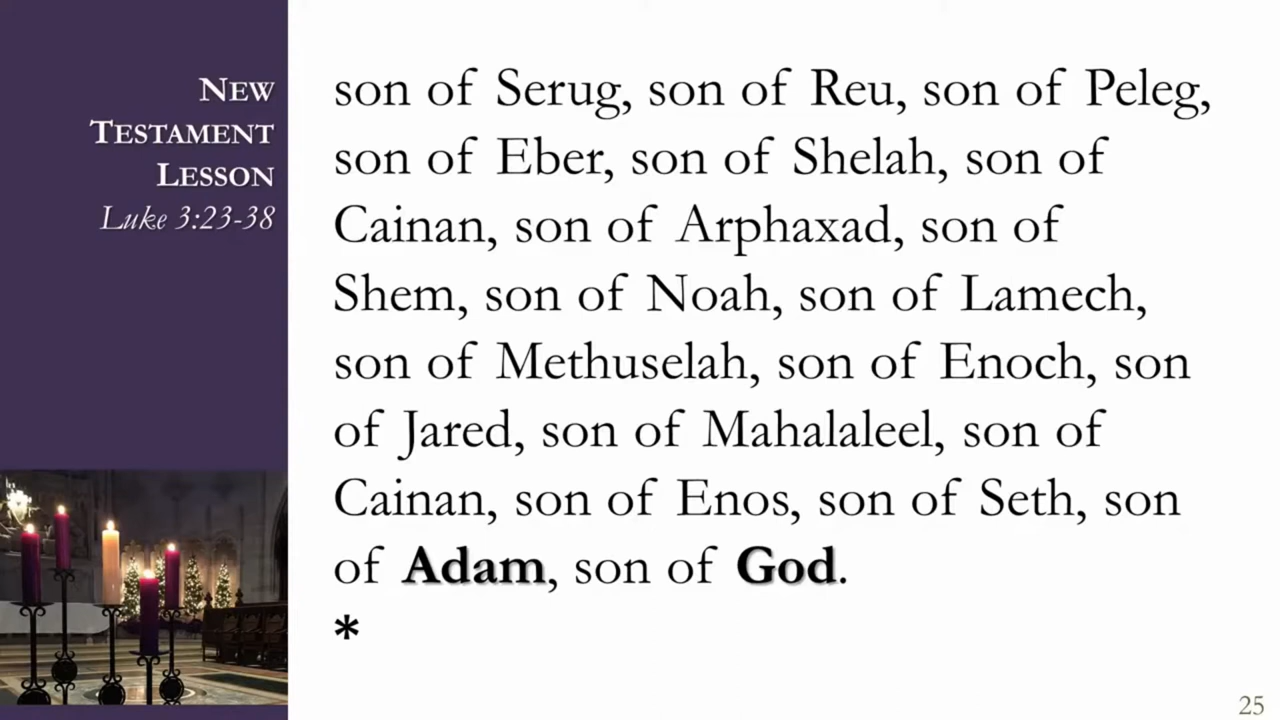 NEW
TESTAMENT
LESSON
Luke 3:23-38
son of Serug, son of Reu, son of Peleg,
son of Eber, son of Shelah, son of
Cainan, son of Arphaxad, son of
Shem, son of Noah, son of Lamech,
son of Methuselah, son of Enoch, son
of Jared, son of Mahalaleel, son of
Cainan, son of Enos, son of Seth, son
of Adam, son of God.
*
25